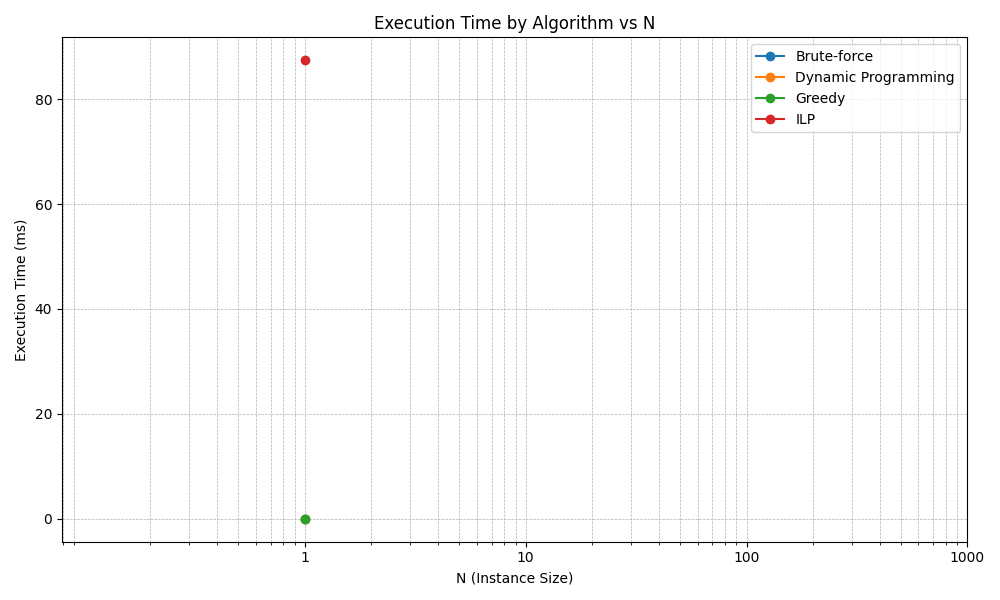 Execution Time by Algorithm vs N
Brute-force
Dynamic Programming
Greedy
ILP
Execution Time (ms)
80
60
40
20
0
1
10
100
1000
N (Instance Size)